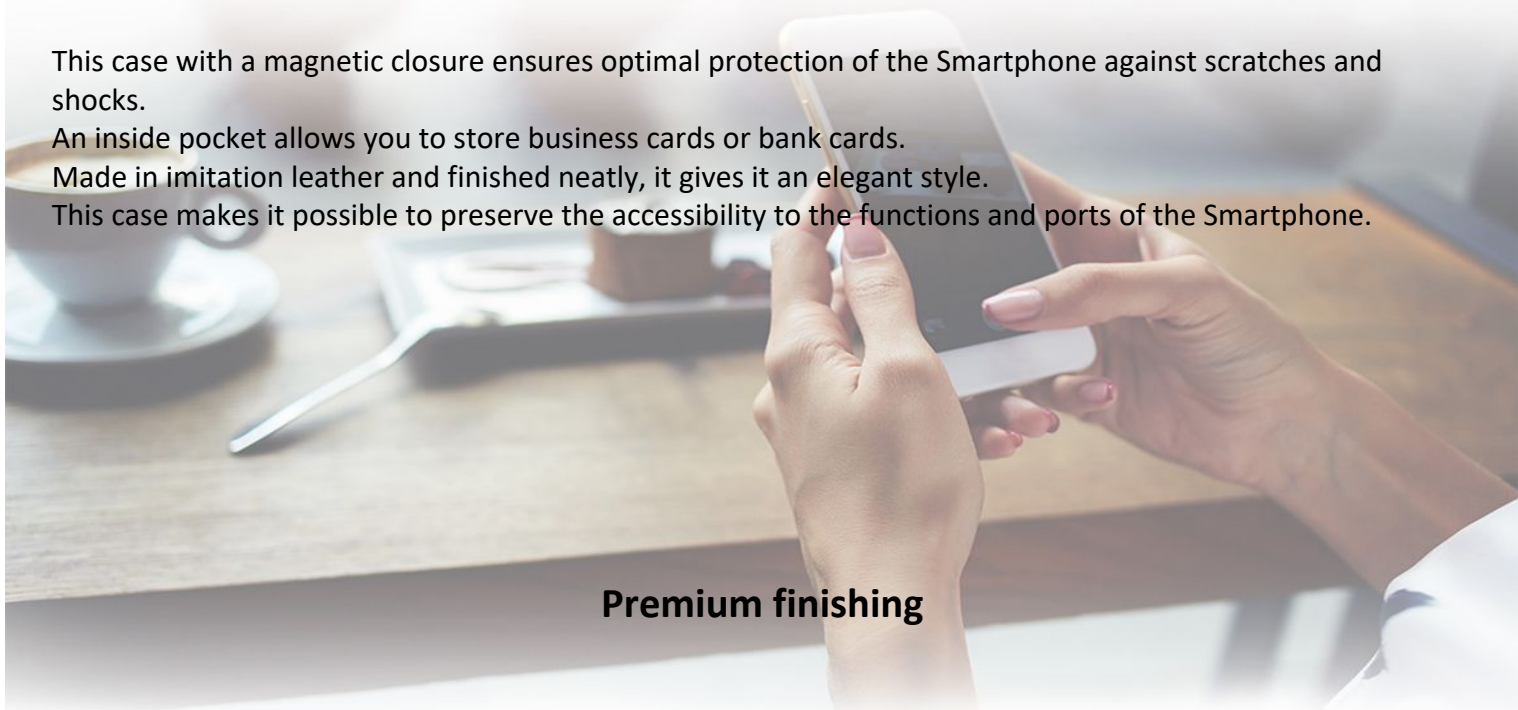 This case with a magnetic closure ensures optimal protection of the Smartphone against scratches and
shocks.
An inside pocket allows you to store business cards or bank cards.
Made in imitation leather and finished neatly, it gives it an elegant style.
This case makes it possible to preserve the accessibility to the functions and ports of the Smartphone.
Premium finishing